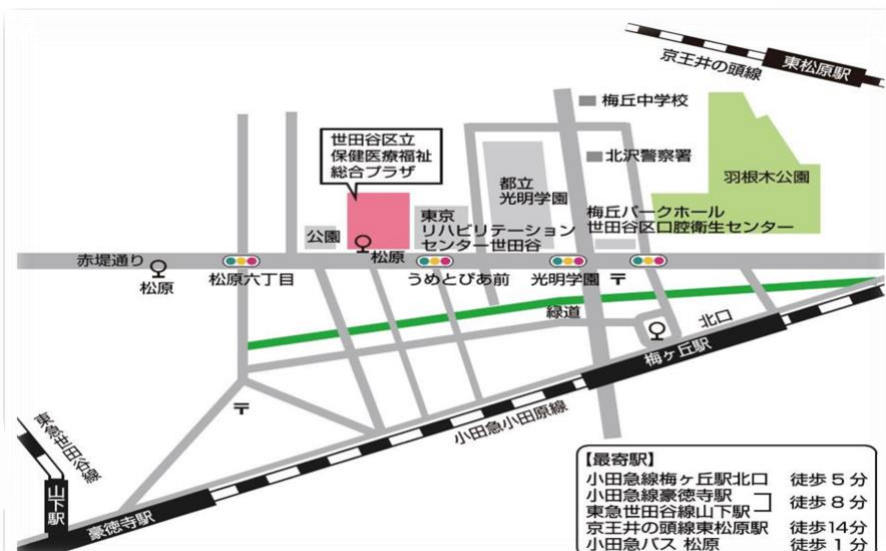 京王井の頭線
東松原駅
梅丘中学校
世田谷区立
保健医療福祉
総合プラザ
北沢警察署
都立
光明学園
羽根木公園
公園
東京
リハビリテーション
センター世田谷
梅丘パークホール
世田谷区口腔衛生センター
松原
赤堤通り
松原
松原六丁目
うめとぴあ前
光明学園
〒
緑道
北口
梅ヶ丘駅
〒
小田急小田原線
東急世田谷線
山下駅
豪徳寺駅
【最寄駅】
小田急線梅ヶ丘駅北口 徒歩5分
小田急線豪徳寺駅
東急世田谷線山下駅 徒歩8分
京王井の頭線東松原駅 徒歩14分
小田急バス 松原 徒歩1分